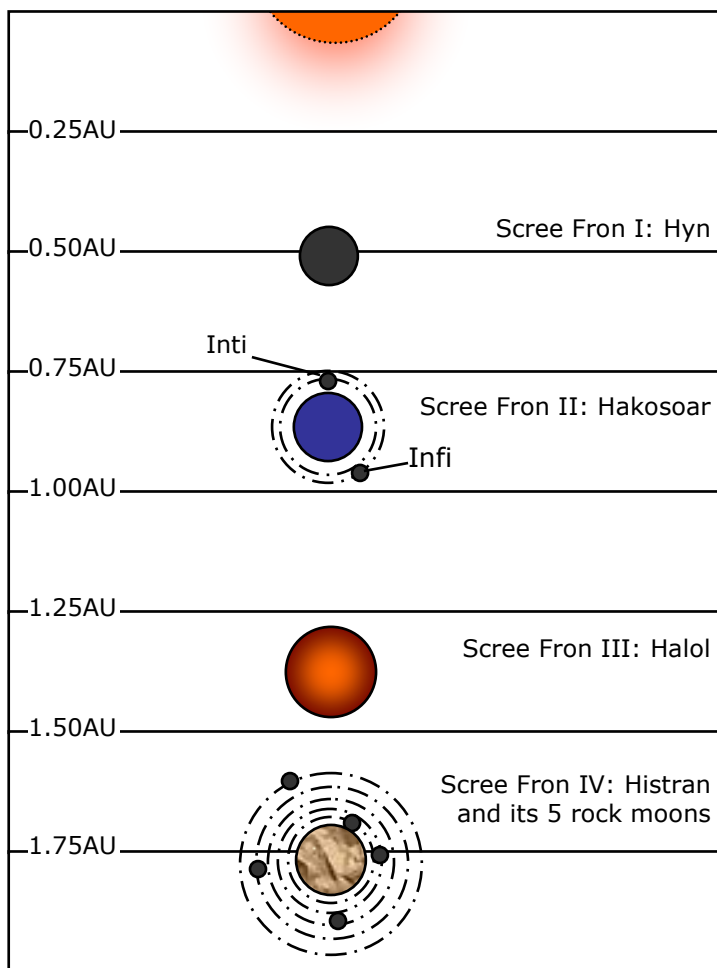 0.25AU
Scree Fron I: Hyn
0.50AU
Inti
0.75AU
Scree Fron II: Hakosoar
Infi
1.00AU
1.25AU
Scree Fron III: Halol
1.50AU
Scree Fron IV: Histran
and its 5 rock moons
1.75AU